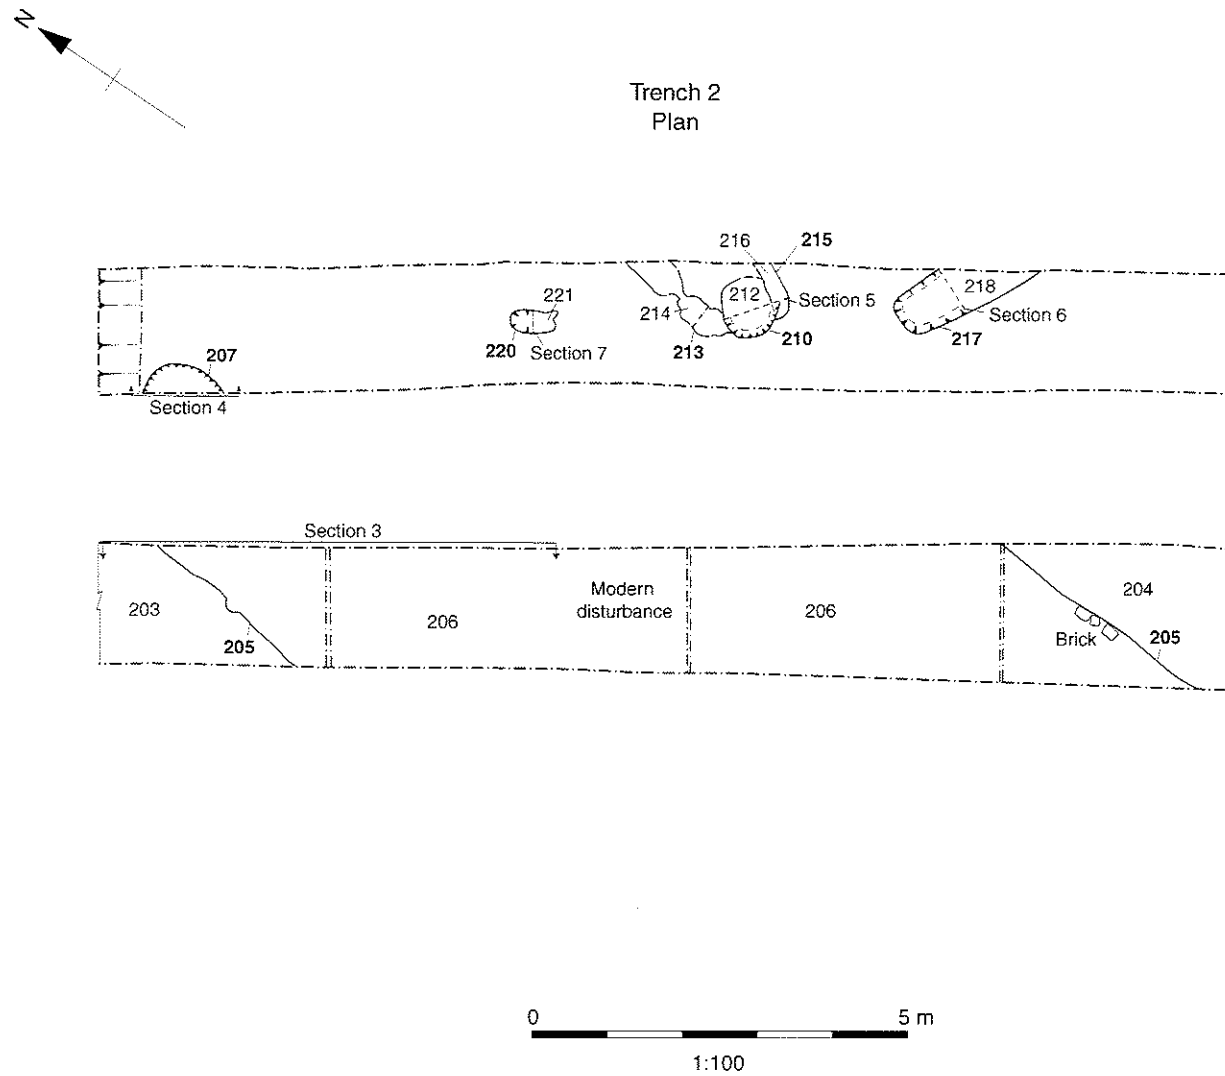 N
Trench 2
Plan
216 215
221 212 218
214 Section 5
Section 6
220 Section 7 213 210 217
207
Section 4
Section 3
Modern
disturbance
203 206 206 204
205 Brick 205
0 5 m
1:100